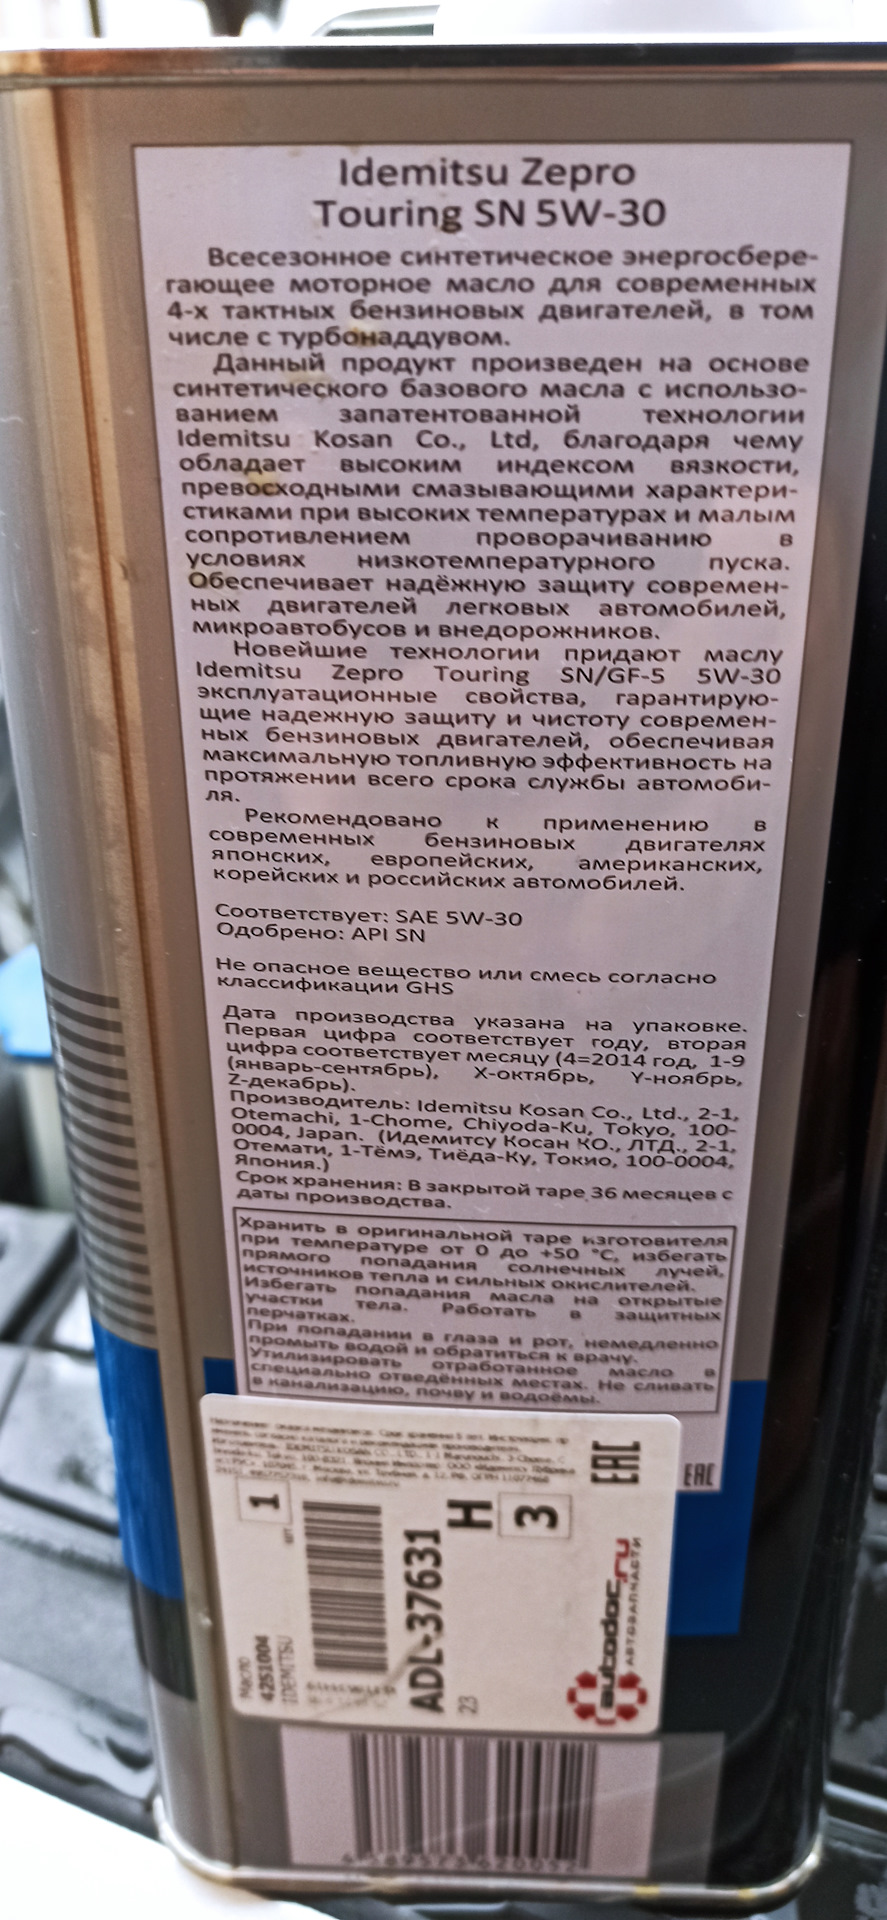 Idemitsu Zepro
Touring SN 5W-30
Всесезонное синтетическое энергосбере-
гающее моторное масло для современных
4-х тактных бензиновых двигателей, в том
числе с турбонаддувом.
Данный продукт произведен на основе
синтетического базового масла с использо-
ванием запатентованной технологии
Idemitsu Kosan Co., Ltd, благодаря чему
обладает высоким индексом вязкости,
превосходными смазывающими характери-
стиками при высоких температурах и малым
сопротивлением проворачиванию в
условиях низкотемпературного пуска.
Обеспечивает надёжную защиту современ-
ных двигателей легковых автомобилей,
микроавтобусов и внедорожников.
Новейшие технологии придают маслу
Idemitsu Zepro Touring SN/GF-5 5W-30
эксплуатационные свойства, гарантирую-
щие надежную защиту и чистоту современ-
ных бензиновых двигателей, обеспечивая
максимальную топливную эффективность на
протяжении всего срока службы автомоби-
ля.
Рекомендовано к применению в
современных бензиновых двигателях
японских, европейских, американских,
корейских и российских автомобилей.
Соответствует: SAE 5W-30
Одобрено: API SN
Не опасное вещество или смесь согласно
классификации GHS
Дата производства указана на упаковке.
Первая цифра соответствует году, вторая
цифра соответствует месяцу (4=2014 год, 1-9
(январь-сентябрь), X-октябрь, Y-ноябрь,
Z-декабрь).
Производитель: Idemitsu Kosan Co., Ltd., 2-1,
Otemachi, 1-Chome, Chiyoda-Ku, Tokyo, 100-
0004, Japan. (Идемитсу Косан КО., ЛТД., 2-1,
Отемати, 1-Тёмэ, Тиёда-Ку, Токио, 100-0004,
Япония.)
Срок хранения: В закрытой таре 36 месяцев с
даты производства.
Хранить в оригинальной таре изготовителя
при температуре от 0 до +50 °C, избегать
прямого попадания солнечных лучей,
источников тепла и сильных окислителей.
Избегать попадания масла на открытые
участки тела. Работать в защитных
перчатках.
При попадании в глаза и рот, немедленно
промыть водой и обратиться к врачу.
Утилизировать отработанное масло в
специально отведённых местах. Не сливать
в канализацию, почву и водоёмы.
EAC
EAC
1
шт
H
3
ADL-37631
23
Масло
4251004
IDEMITSU
autodoc.ru
АВТОЗАПЧАСТИ